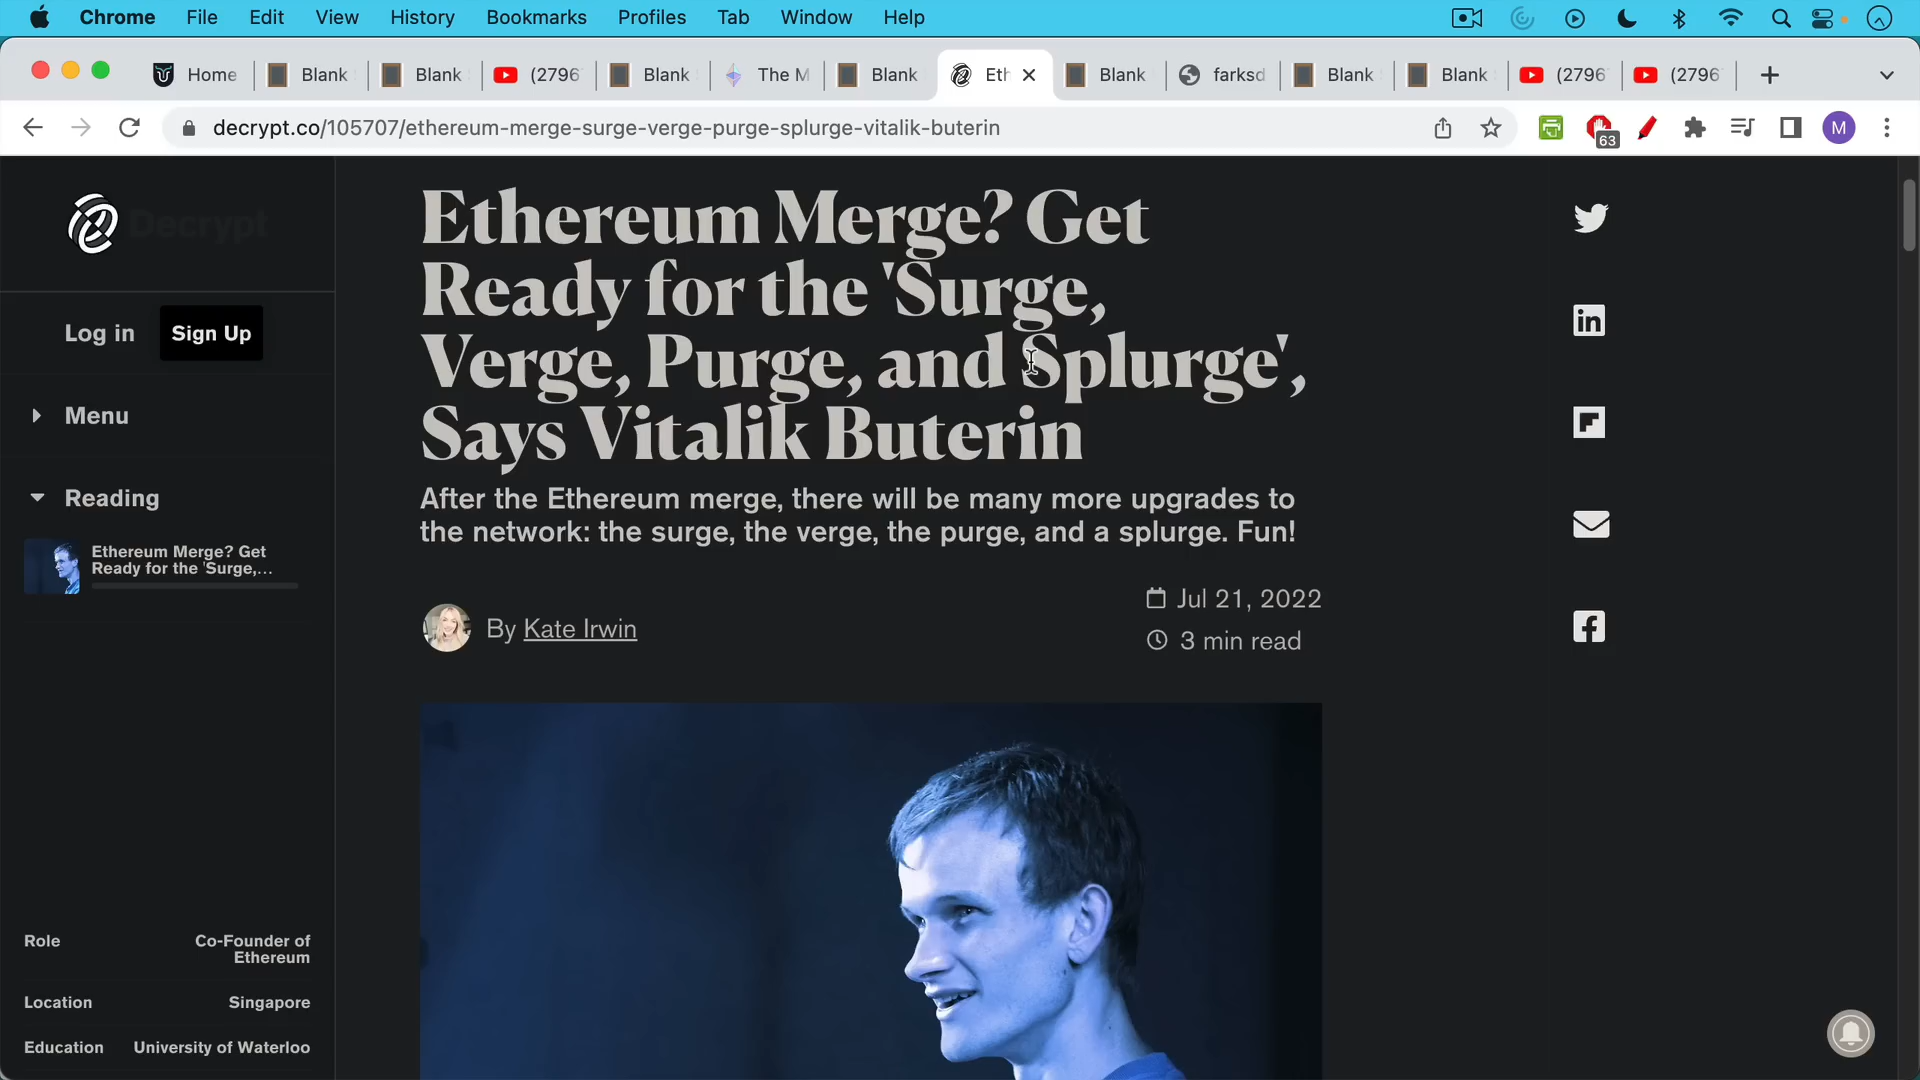 Chrome File Edit View History Bookmarks Profiles Tab Window Help
Home Blank Blank (2796 Blank The M Blank Eth Blank farksd Blank Blank (2796 (2796
decrypt.co/105707/ethereum-merge-surge-verge-purge-splurge-vitalik-buterin
63
M
Decrypt
Log in
Sign Up
Menu
Reading
Ethereum Merge? Get
Ready for the 'Surge,...
Role
Co-Founder of
Ethereum
Location
Singapore
Education
University of Waterloo
Ethereum Merge? Get
Ready for the 'Surge,
Verge, Purge, and Splurge',
Says Vitalik Buterin
After the Ethereum merge, there will be many more upgrades to
the network: the surge, the verge, the purge, and a splurge. Fun!
By Kate Irwin
Jul 21, 2022
3 min read